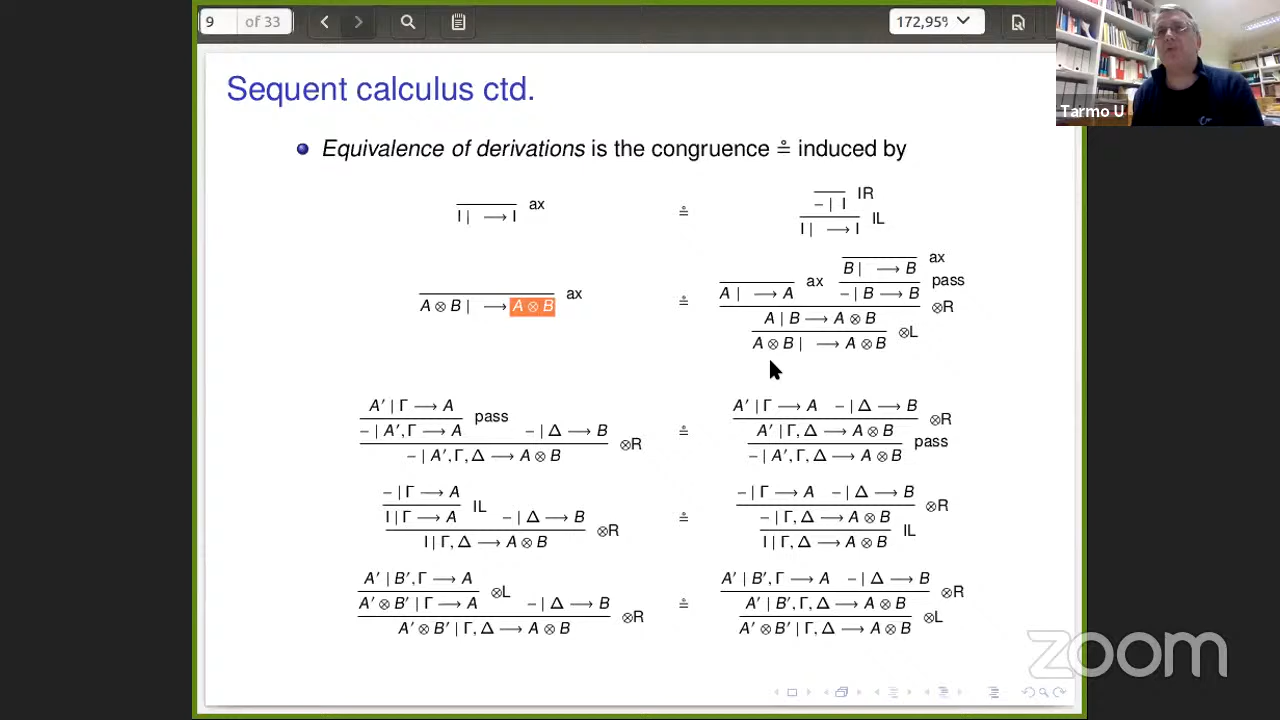 9 of 33 172,95%
Tarmo U
Sequent calculus ctd.
Equivalence of derivations is the congruence ≗ induced by
I | ⟶ I ax ≗ – | I IR
I | ⟶ I IL
A ⊗ B | ⟶ A ⊗ B ax ≗ A | ⟶ A ax B | ⟶ B ax
– | B ⟶ B pass
A | B ⟶ A ⊗ B ⊗R
A ⊗ B | ⟶ A ⊗ B ⊗L
A′ | Γ ⟶ A
– | A′, Γ ⟶ A pass – | Δ ⟶ B
– | A′, Γ, Δ ⟶ A ⊗ B ⊗R
≗
A′ | Γ ⟶ A – | Δ ⟶ B
A′ | Γ, Δ ⟶ A ⊗ B ⊗R
– | A′, Γ, Δ ⟶ A ⊗ B pass
– | Γ ⟶ A
I | Γ ⟶ A IL – | Δ ⟶ B
I | Γ, Δ ⟶ A ⊗ B ⊗R
≗
– | Γ ⟶ A – | Δ ⟶ B
– | Γ, Δ ⟶ A ⊗ B ⊗R
I | Γ, Δ ⟶ A ⊗ B IL
A′ | B′, Γ ⟶ A
A′ ⊗ B′ | Γ ⟶ A ⊗L – | Δ ⟶ B
A′ ⊗ B′ | Γ, Δ ⟶ A ⊗ B ⊗R
≗
A′ | B′, Γ ⟶ A – | Δ ⟶ B
A′ | B′, Γ, Δ ⟶ A ⊗ B ⊗R
A′ ⊗ B′ | Γ, Δ ⟶ A ⊗ B ⊗L
zoom